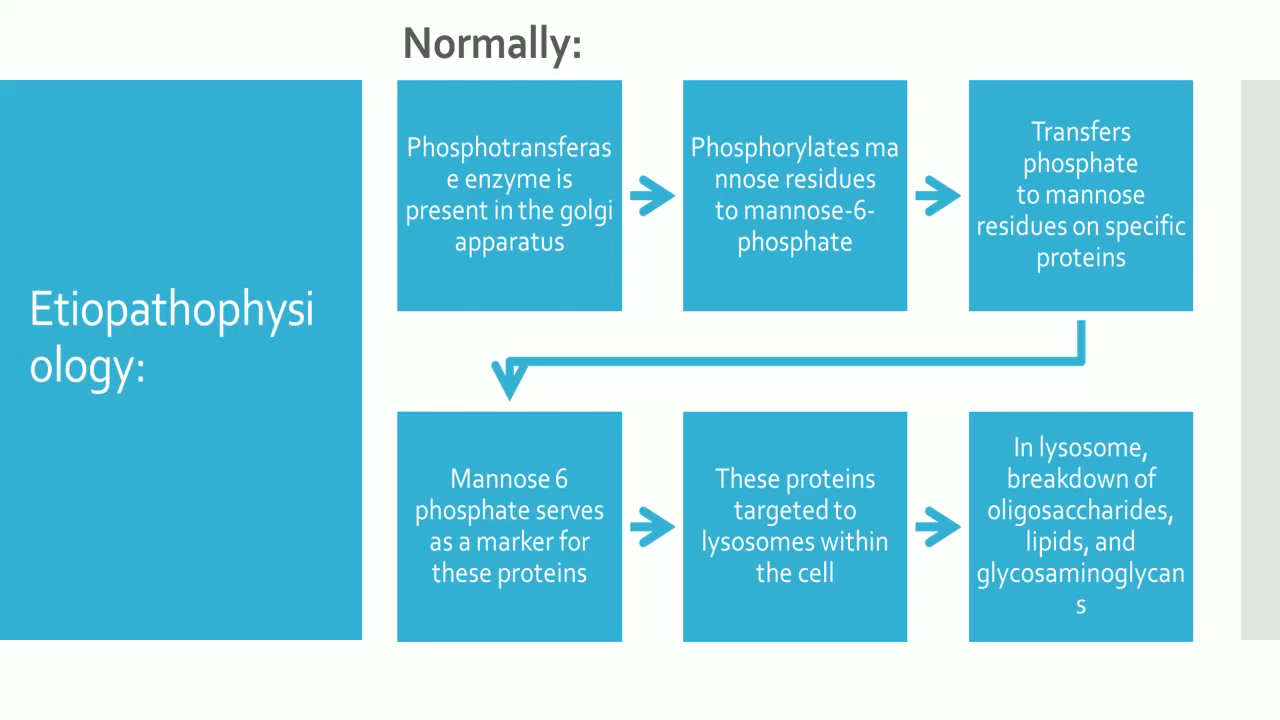 Normally:
Etiopathophysi
ology:
Phosphotransferas
e enzyme is
present in the golgi
apparatus
Phosphorylates ma
nnose residues
to mannose-6-
phosphate
Transfers
phosphate
to mannose
residues on specific
proteins
Mannose 6
phosphate serves
as a marker for
these proteins
These proteins
targeted to
lysosomes within
the cell
In lysosome,
breakdown of
oligosaccharides,
lipids, and
glycosaminoglycan
s